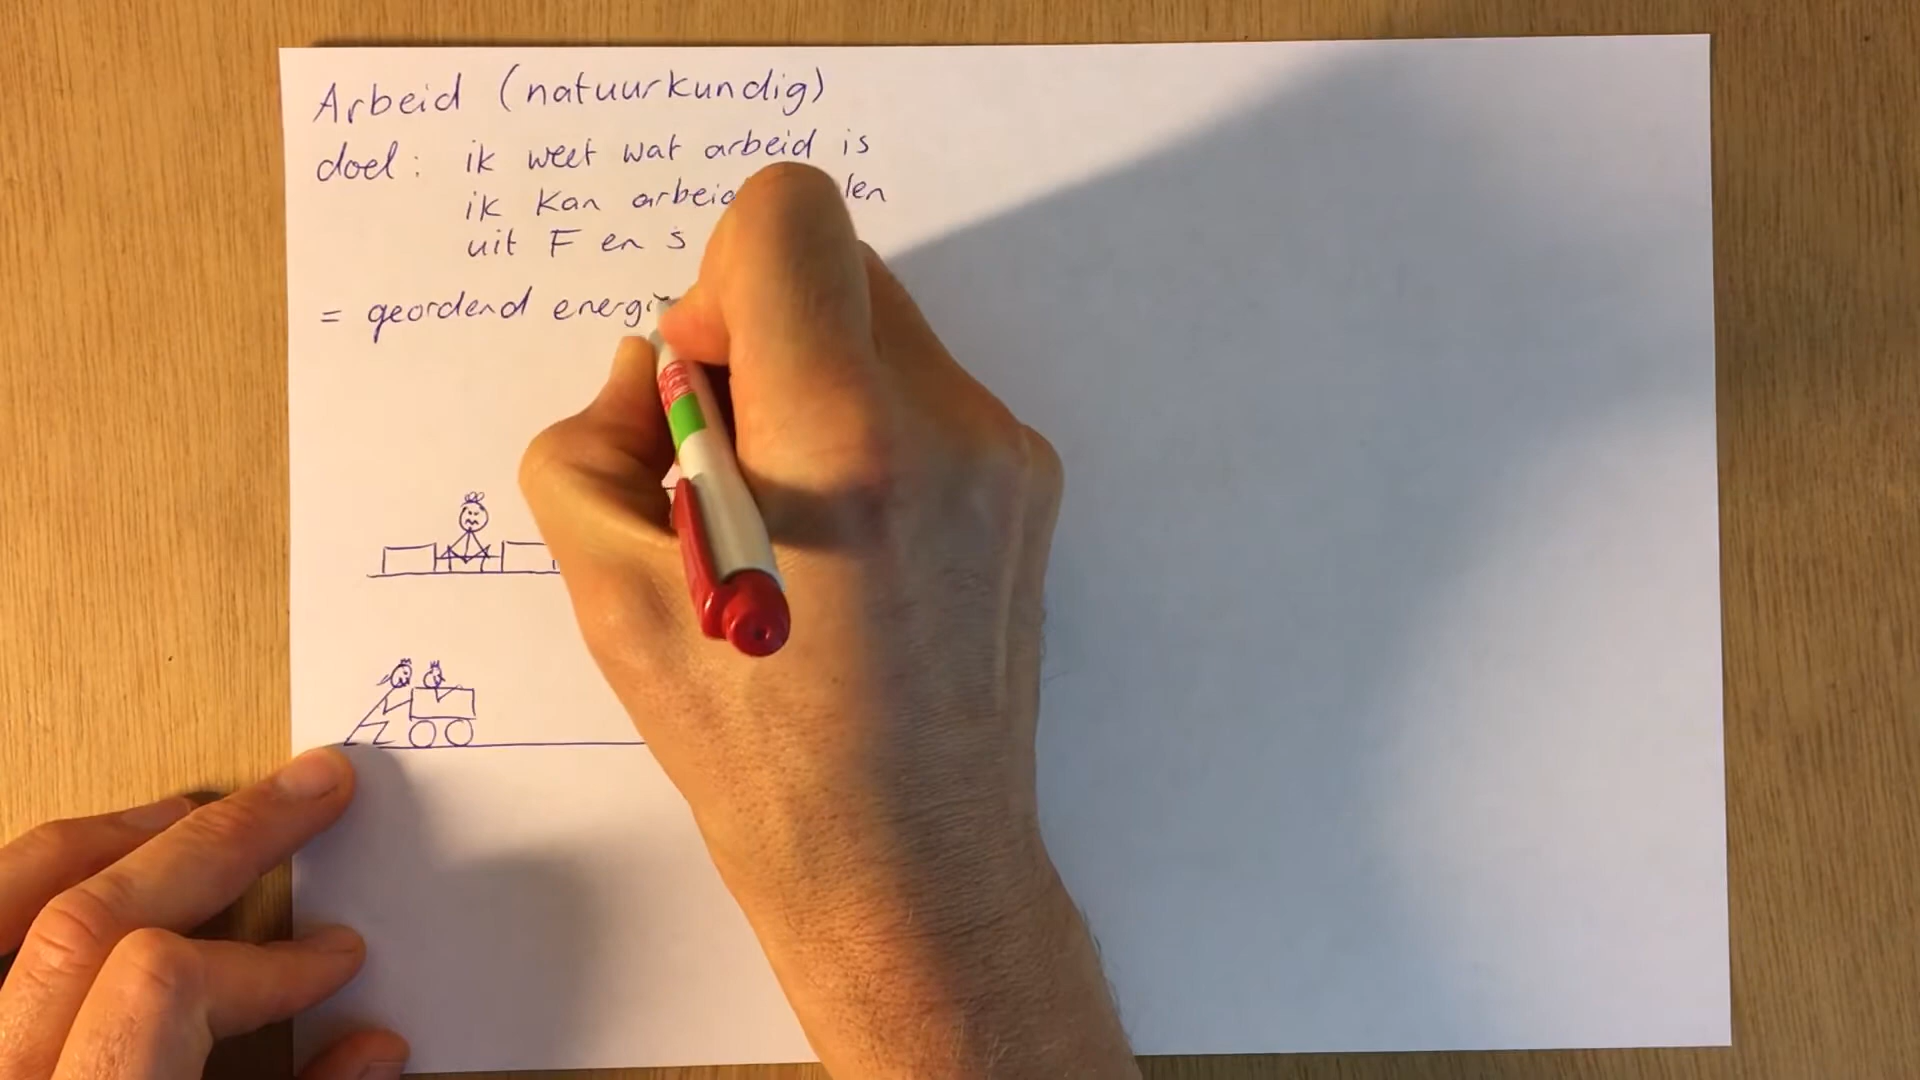 Arbeid (natuurkundig)
doel: ik weet wat arbeid is
ik kan
uit F en s
= geordend